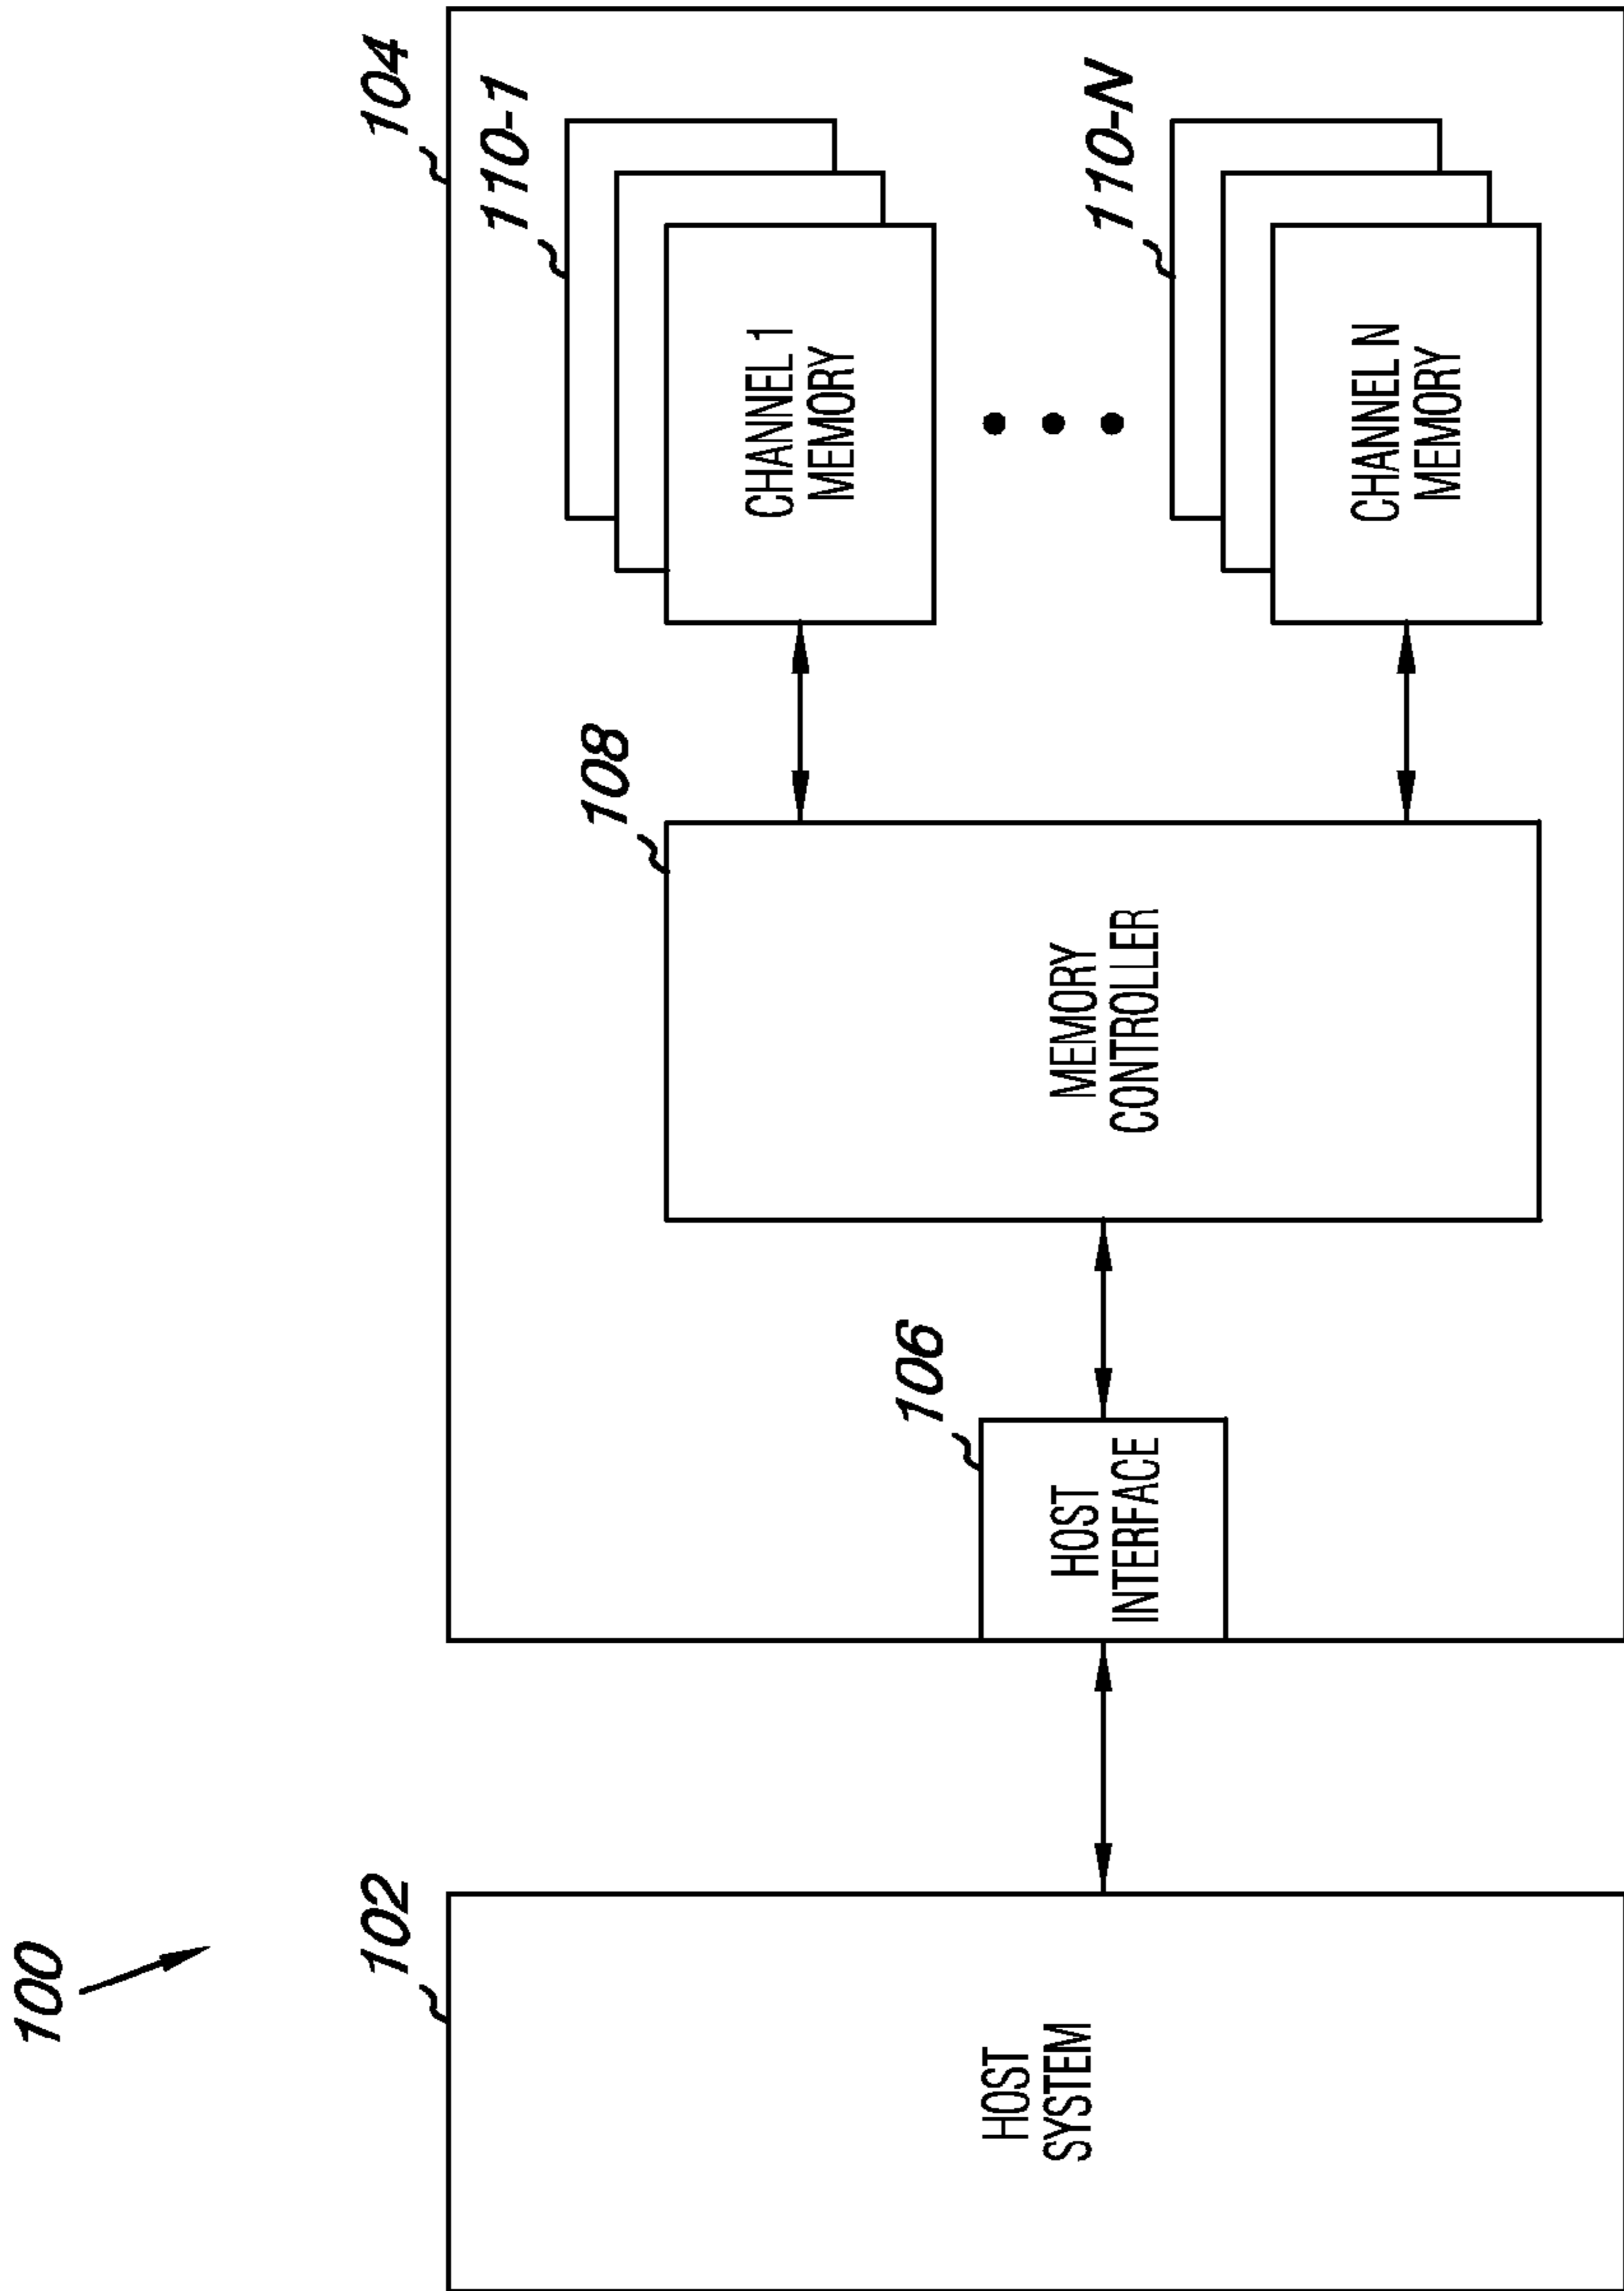 100
102
HOST
SYSTEM
104
106
HOST
INTERFACE
108
MEMORY
CONTROLLER
110-1
CHANNEL 1
MEMORY
110-N
CHANNEL N
MEMORY